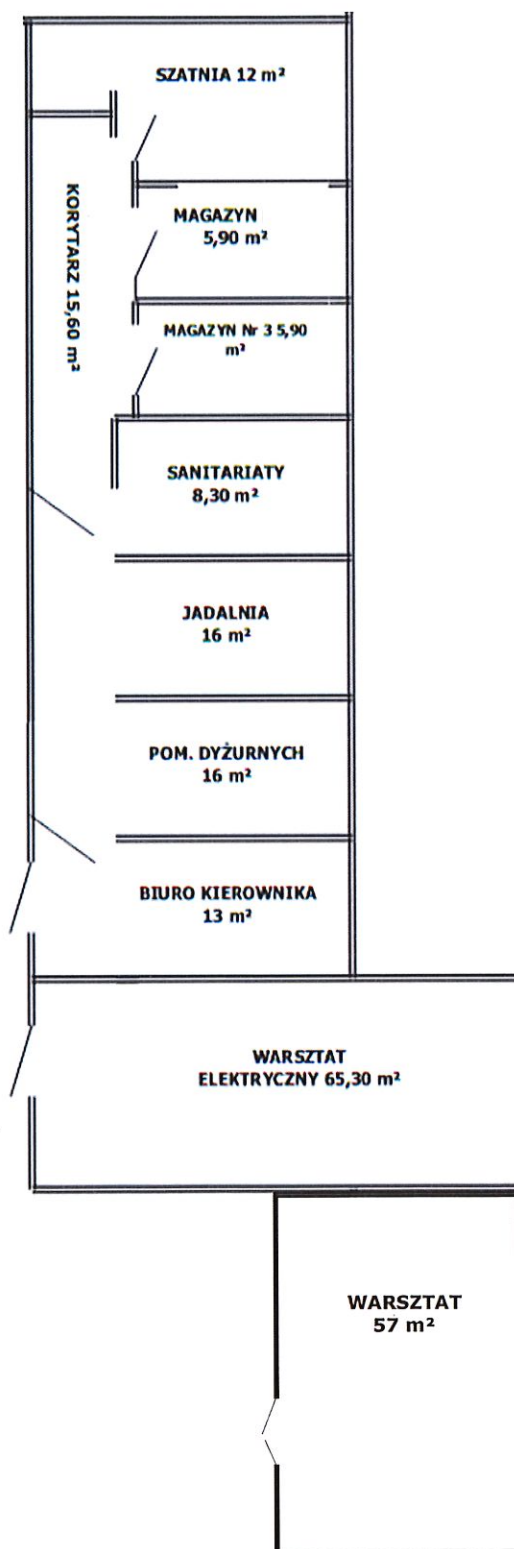 SZATNIA 12 m²
KORYTARZ 15,60 m²
MAGAZYN
5,90 m²
MAGAZYN Nr 3 5,90
m²
SANITARIATY
8,30 m²
JADALNIA
16 m²
POM. DYŻURNYCH
16 m²
BIURO KIEROWNIKA
13 m²
WARSZTAT
ELEKTRYCZNY 65,30 m²
WARSZTAT
57 m²